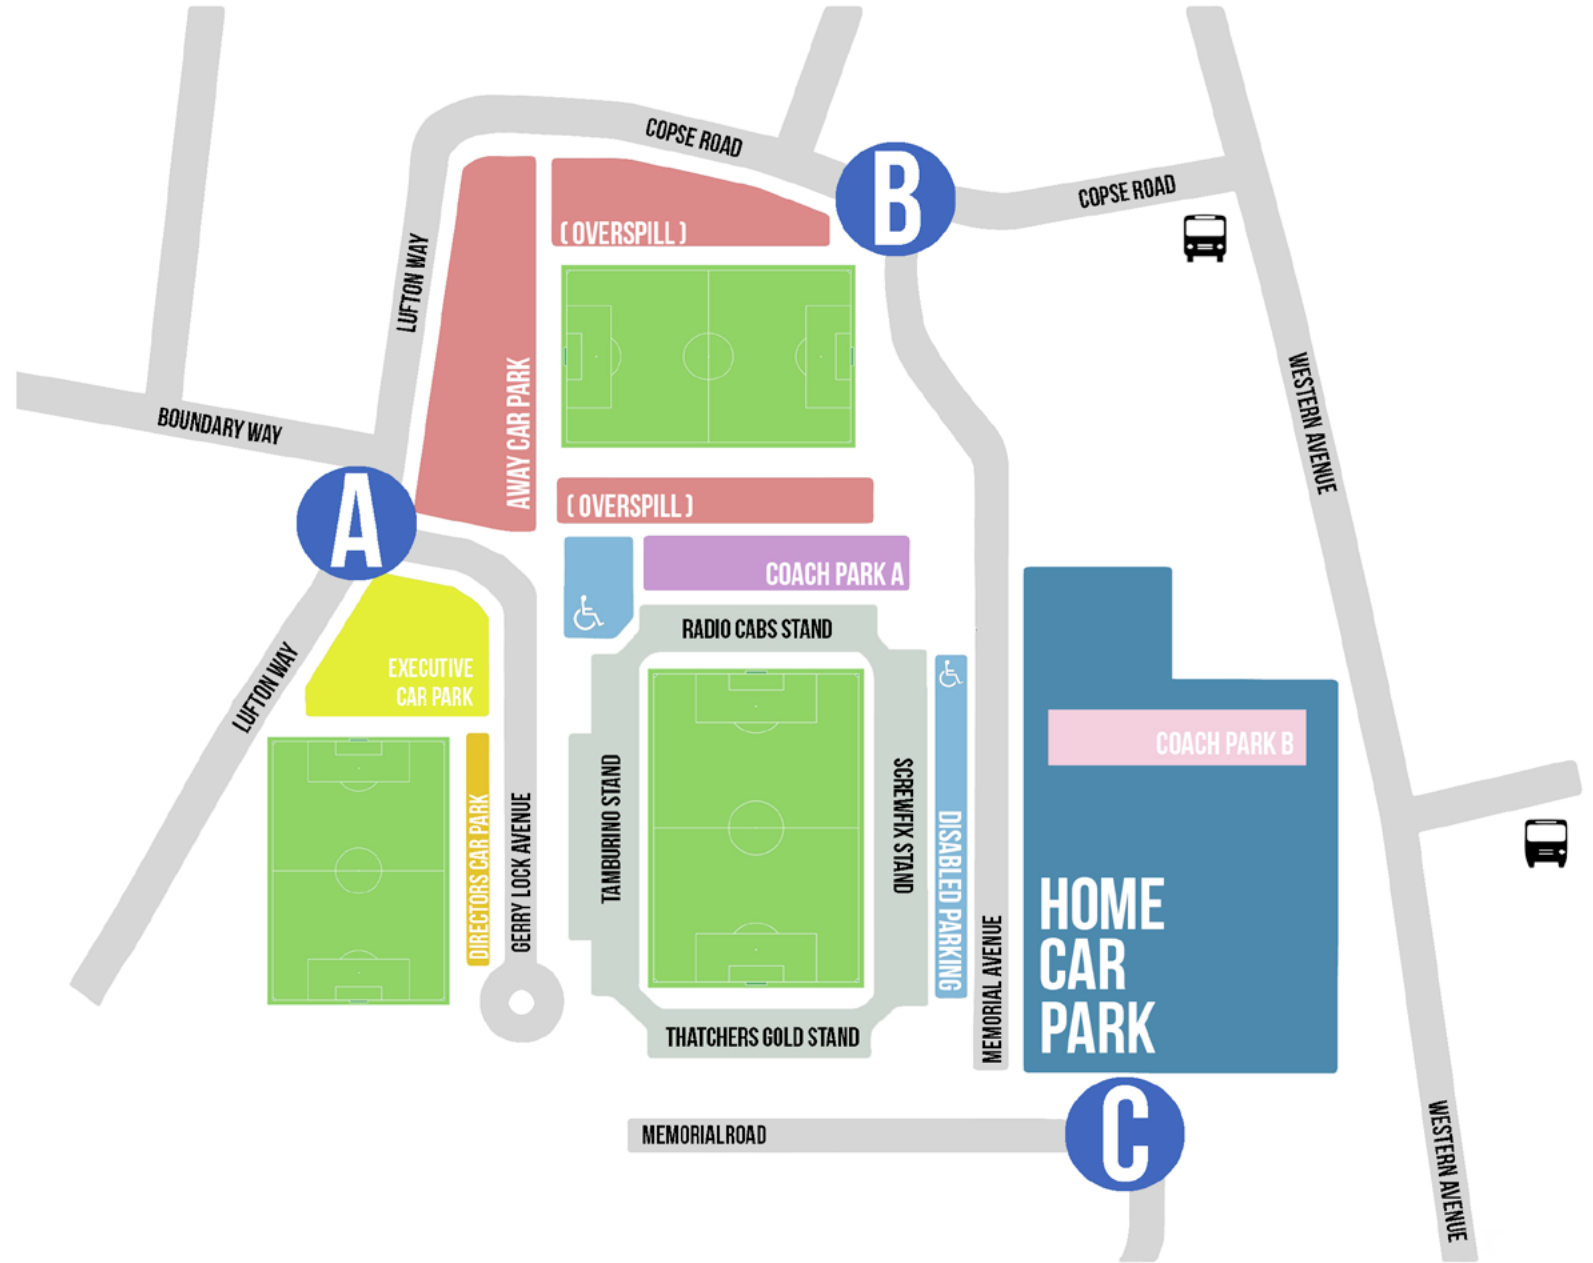 COPSE ROAD
B
COPSE ROAD
( OVERSPILL )
LUFTON WAY
AWAY CAR PARK
WESTERN AVENUE
BOUNDARY WAY
A
( OVERSPILL )
COACH PARK A
RADIO CABS STAND
EXECUTIVE
CAR PARK
LUFTON WAY
COACH PARK B
DIRECTORS CAR PARK
GERRY LOCK AVENUE
TAMBURINO STAND
SCREWFIX STAND
DISABLED PARKING
MEMORIAL AVENUE
HOME
CAR
PARK
THATCHERS GOLD STAND
MEMORIALROAD
C
WESTERN AVENUE